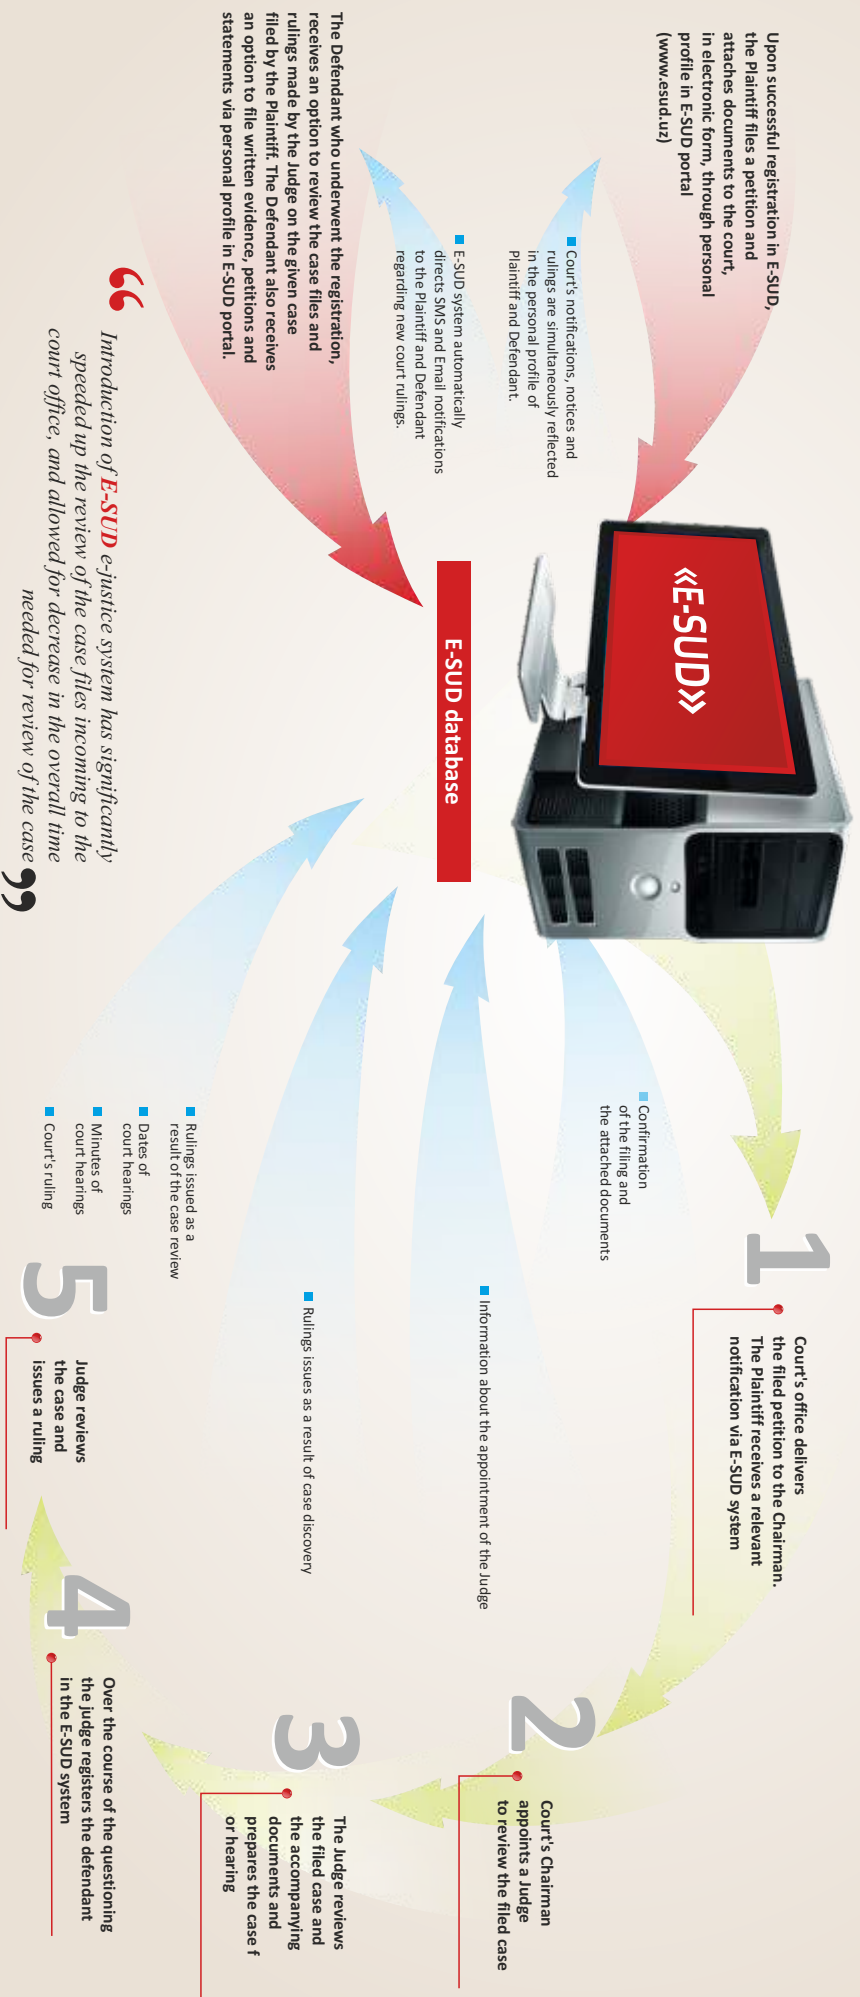 Upon successful registration in E-SUD,
the Plaintiff files a petition and
attaches documents to the court,
in electronic form, through personal
profile in E-SUD portal
(www.esud.uz)
Court's notifications, notices and
rulings are simultaneously reflected
in the personal profile of
Plaintiff and Defendant.
E-SUD system automatically
directs SMS and Email notifications
to the Plaintiff and Defendant
regarding new court rulings.
The Defendant who underwent the registration,
receives an option to review the case files and
rulings made by the Judge on the given case
filed by the Plaintiff. The Defendant also receives
an option to file written evidence, petitions and
statements via personal profile in E-SUD portal.
«E-SUD»
E-SUD database
“
Introduction of E-SUD e-justice system has significantly
speeded up the review of the case files incoming to the
court office, and allowed for decrease in the overall time
needed for review of the case
”
Confirmation
of the filing and
the attached documents
Information about the appointment of the Judge
Rulings issues as a result of case discovery
Rulings issued as a
result of the case review
Dates of
court hearings
Minutes of
court hearings
Court's ruling
1
Court's office delivers
the filed petition to the Chairman.
The Plaintiff receives a relevant
notification via E-SUD system
2
Court's Chairman
appoints a Judge
to review the filed case
3
The Judge reviews
the filed case and
the accompanying
documents and
prepares the case f
or hearing
4
Over the course of the questioning
the judge registers the defendant
in the E-SUD system
5
Judge reviews
the case and
issues a ruling